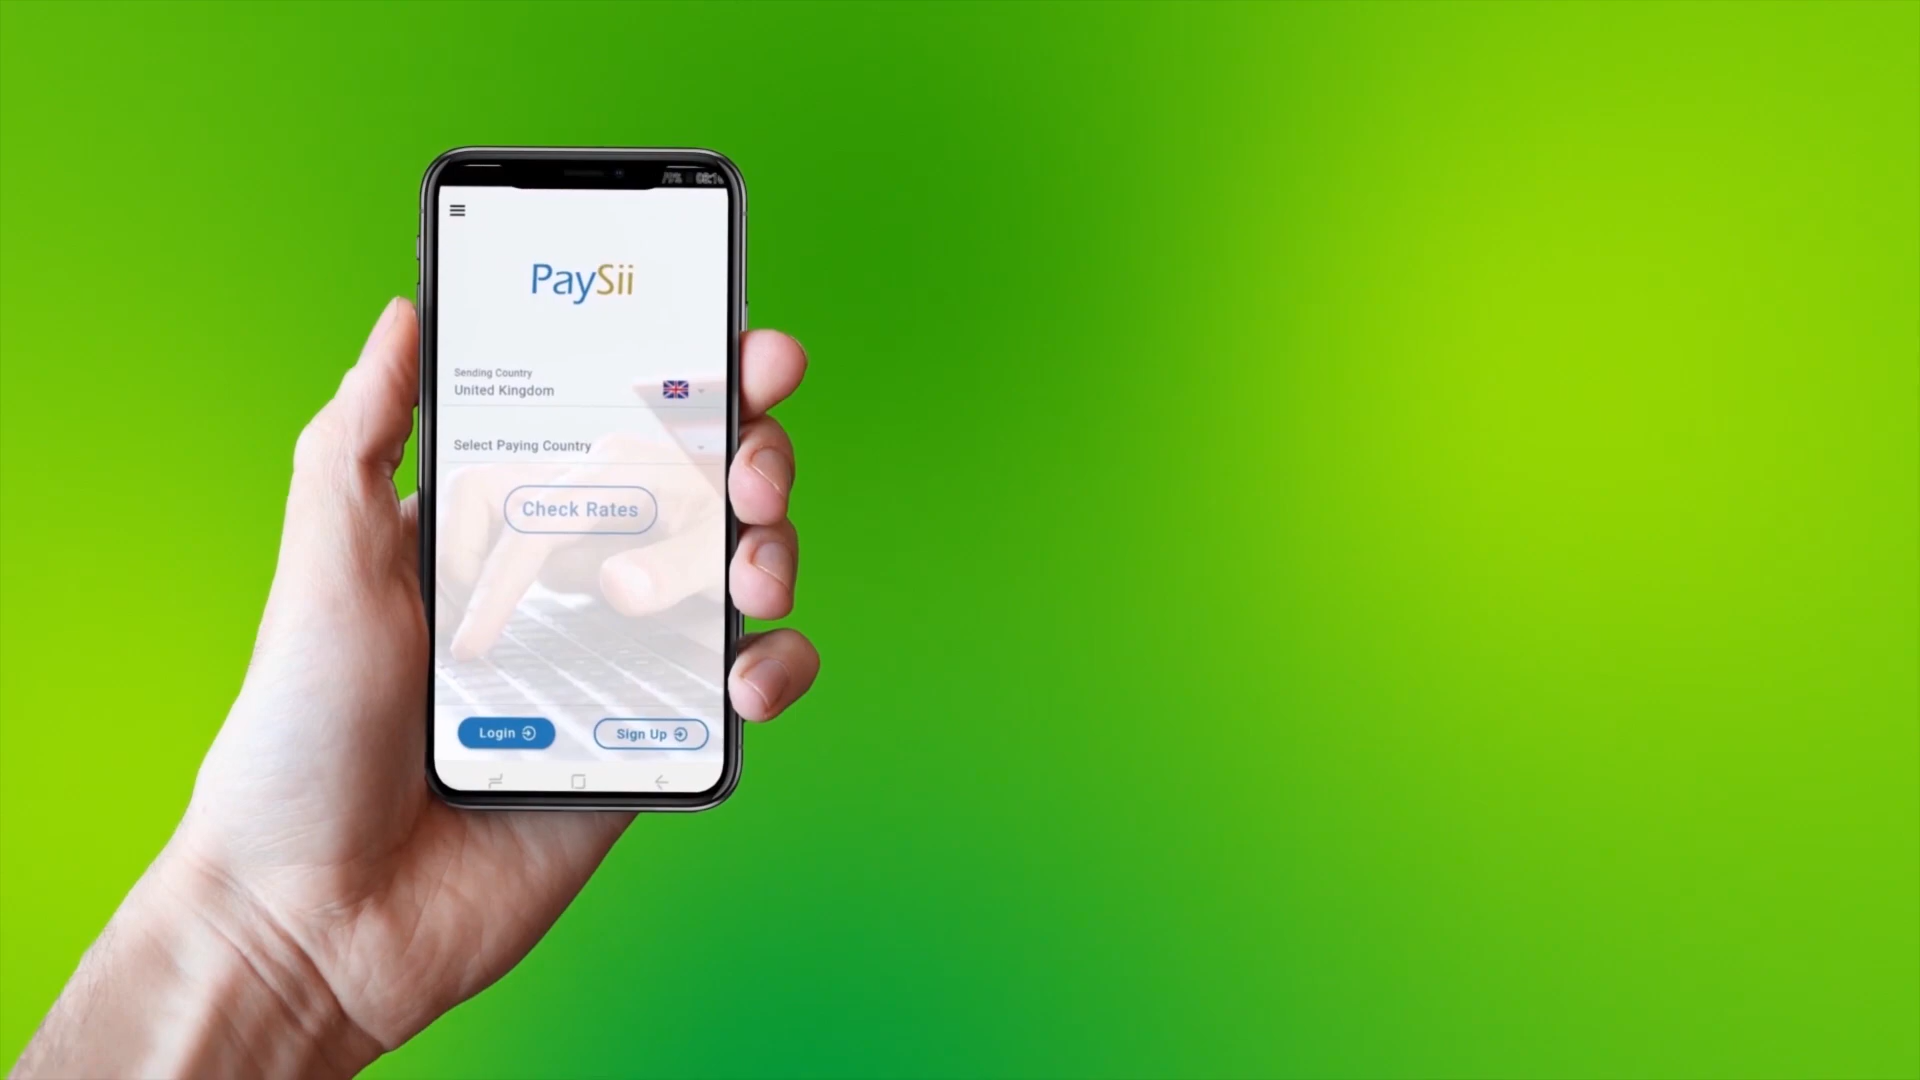 PaySii
Sending Country
United Kingdom
Select Paying Country
Check Rates
Login
Sign Up